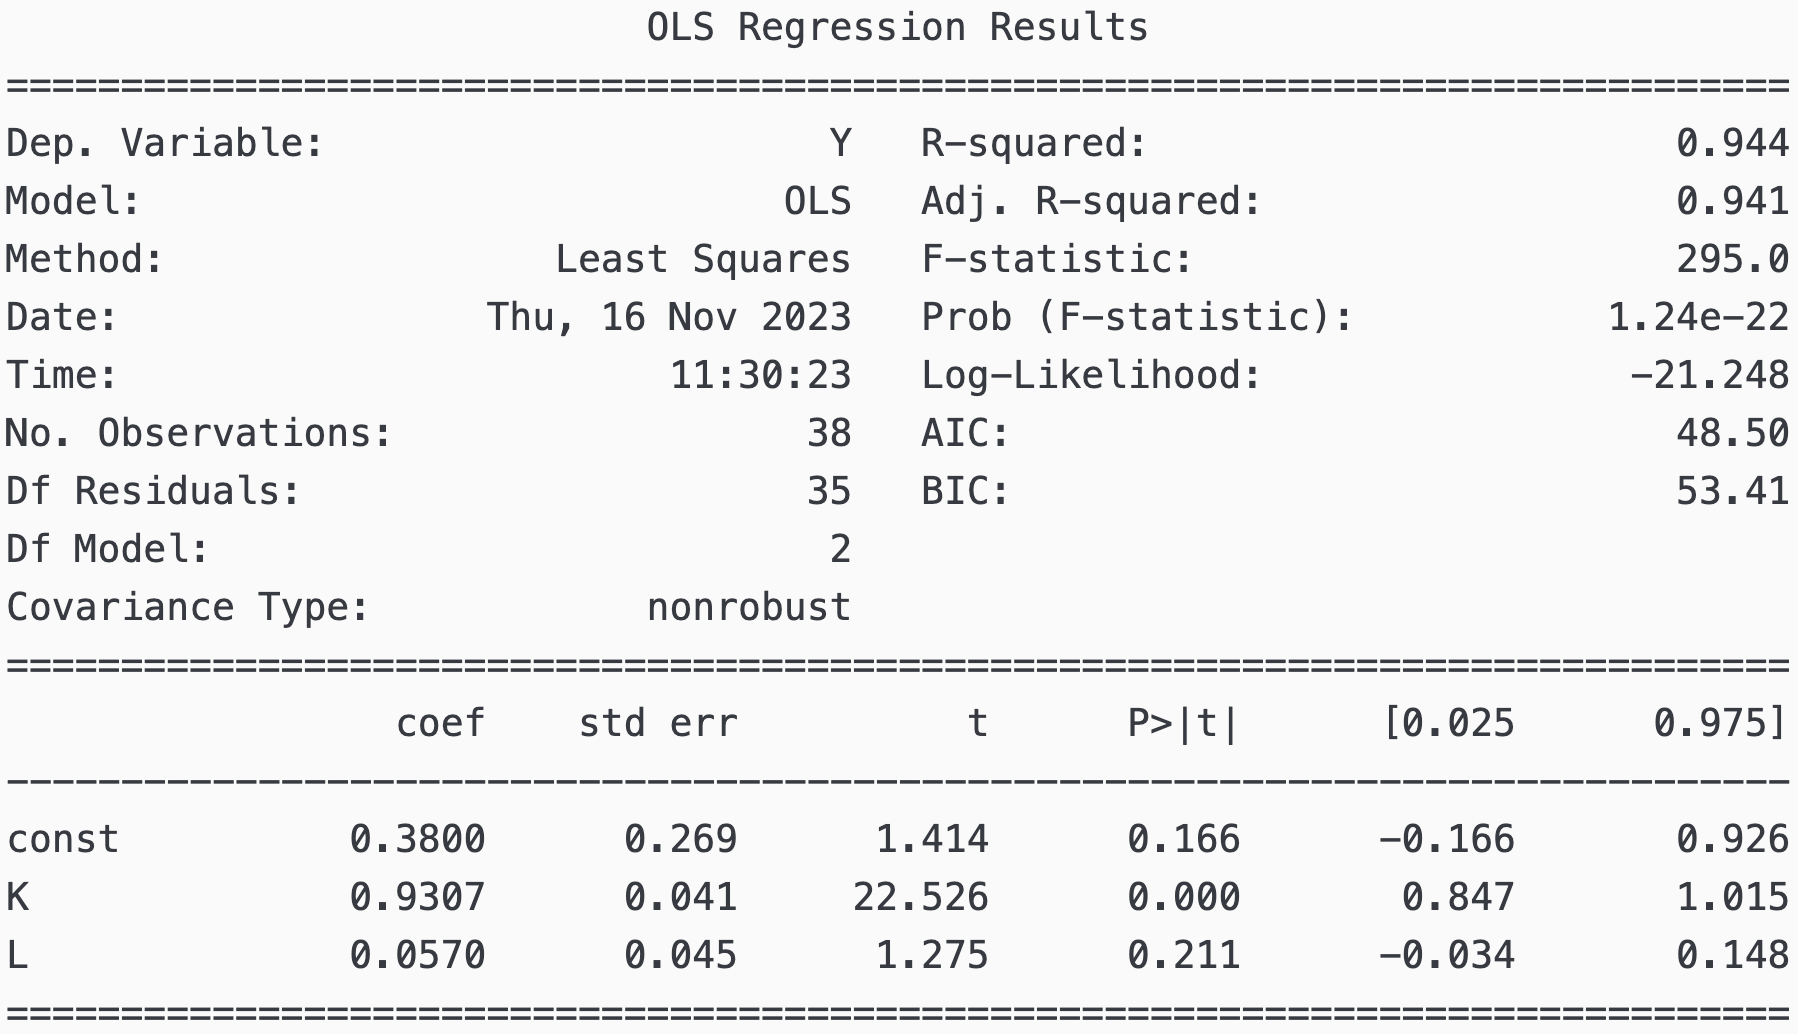 OLS Regression Results
==============================================================================
Dep. Variable:                      Y   R-squared:                       0.944
Model:                            OLS   Adj. R-squared:                  0.941
Method:                 Least Squares   F-statistic:                     295.0
Date:                Thu, 16 Nov 2023   Prob (F-statistic):           1.24e-22
Time:                        11:30:23   Log-Likelihood:                -21.248
No. Observations:                  38   AIC:                             48.50
Df Residuals:                      35   BIC:                             53.41
Df Model:                           2
Covariance Type:            nonrobust
==============================================================================
                 coef    std err          t      P>|t|      [0.025      0.975]
------------------------------------------------------------------------------
const          0.3800      0.269      1.414      0.166      -0.166       0.926
K              0.9307      0.041     22.526      0.000       0.847       1.015
L              0.0570      0.045      1.275      0.211      -0.034       0.148
==============================================================================